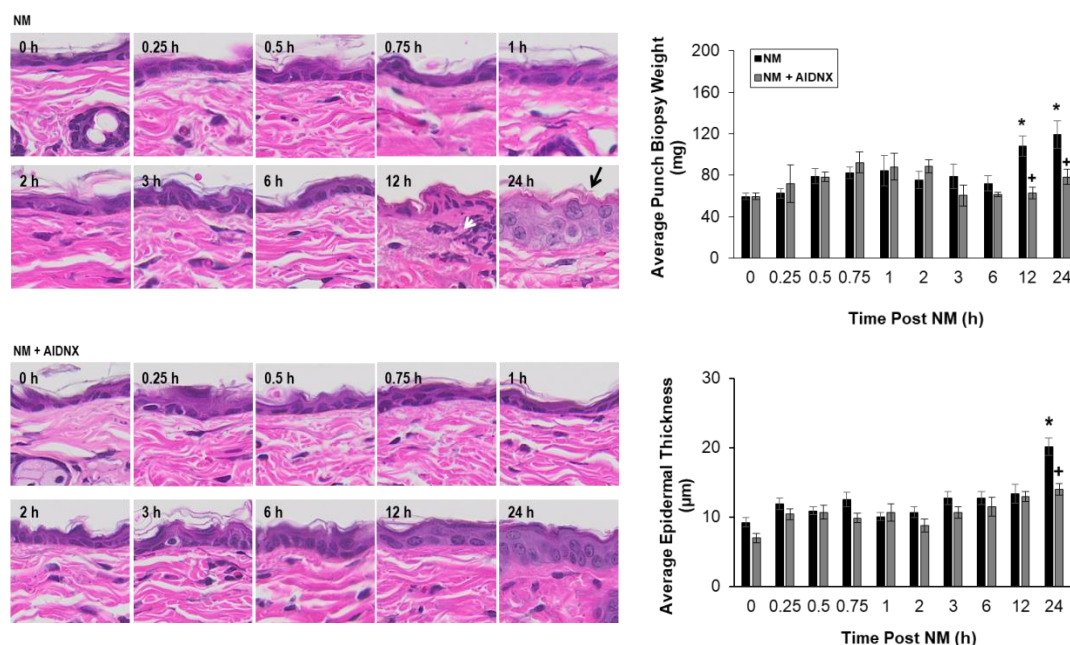 NM
0 h
0.25 h
0.5 h
0.75 h
1 h
2 h
3 h
6 h
12 h
24 h
NM + AIDNX
0 h
0.25 h
0.5 h
0.75 h
1 h
2 h
3 h
6 h
12 h
24 h
Average Punch Biopsy Weight
(mg)
200
160
120
80
40
0
NM
NM + AIDNX
*
*
+
+
0 0.25 0.5 0.75 1 2 3 6 12 24
Time Post NM (h)
Average Epidermal Thickness
(µm)
30
20
10
0
*
+
0 0.25 0.5 0.75 1 2 3 6 12 24
Time Post NM (h)